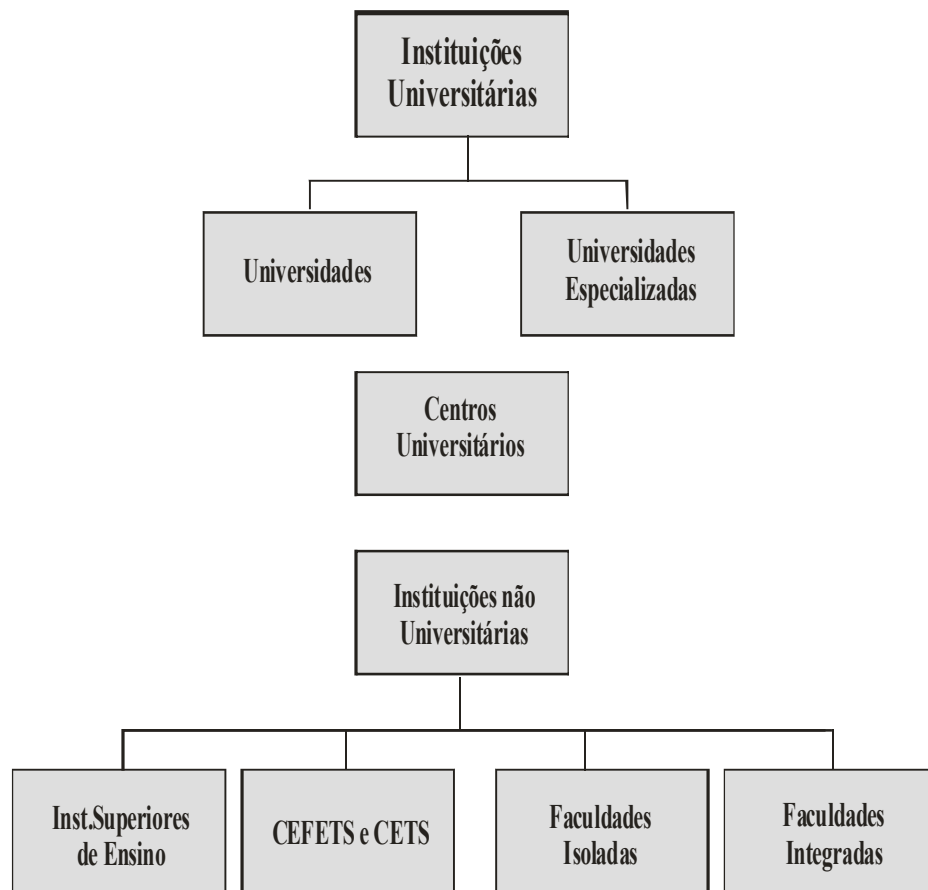 Instituições
Universitárias
Universidades
Universidades
Especializadas
Centros
Universitários
Instituições não
Universitárias
Inst.Superiores
de Ensino
CEFETS e CETS
Faculdades
Isoladas
Faculdades
Integradas